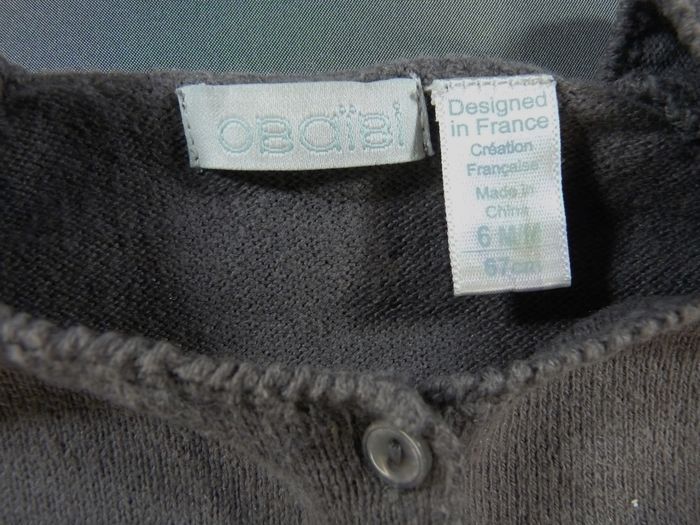 obaïbi
Designed
in France
Création
Française
Made in
China
6 M/M
67cm